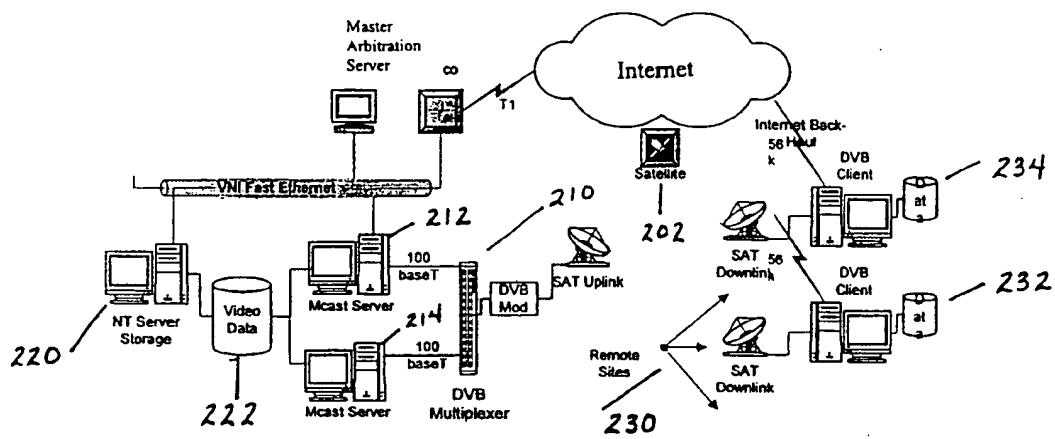 Master
Arbitration
Server
∞
T1
Internet
Internet Back-
Haul
56
k
DVB
Client
234
at
a
Satellite
202
VNI Fast Ethernet
212
210
100
baseT
Mcast Server
SAT Uplink
DVB
Mod
SAT
Downlink
56
k
DVB
Client
232
at
a
NT Server
Storage
220
Video
Data
222
214
100
baseT
Mcast Server
DVB
Multiplexer
Remote
Sites
230
SAT
Downlink